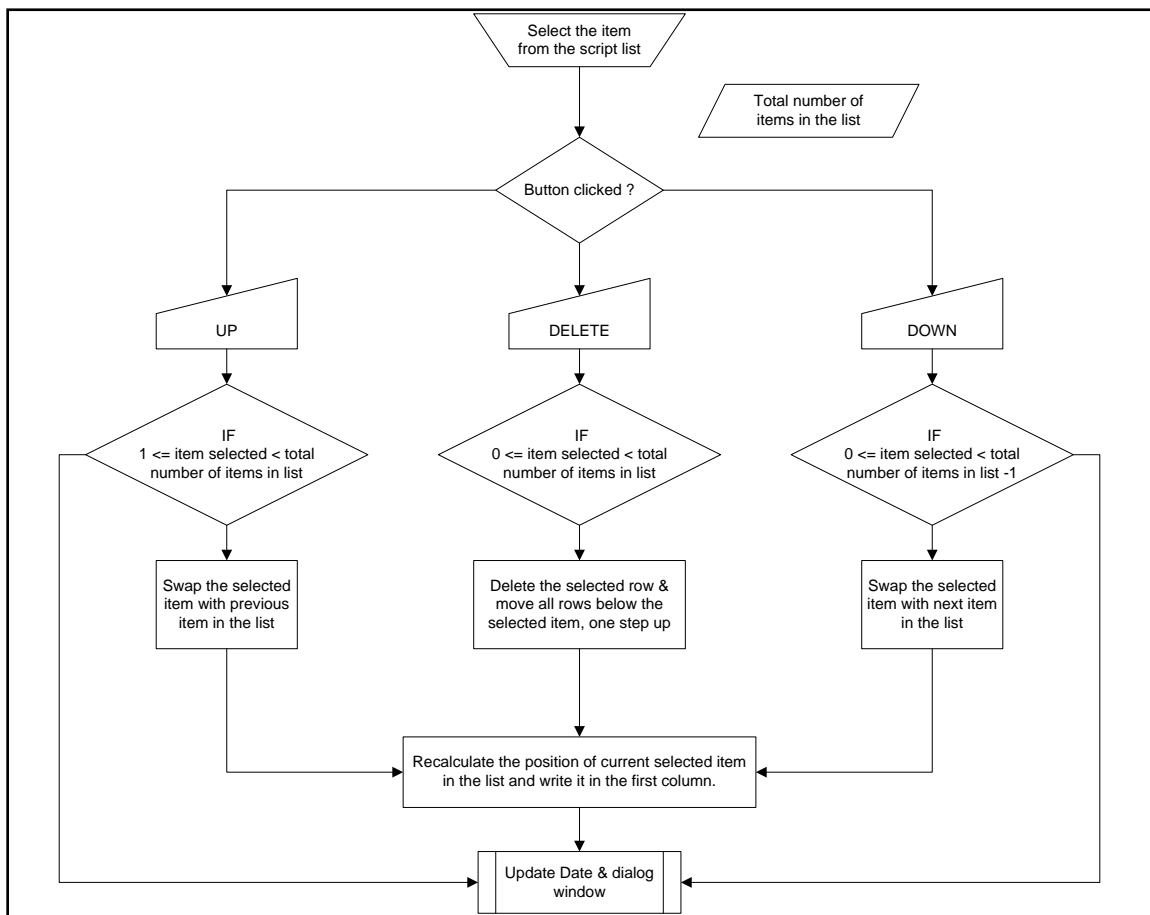 Select the item
from the script list
Total number of
items in the list
Button clicked ?
UP
DELETE
DOWN
IF
1 <= item selected < total
number of items in list
IF
0 <= item selected < total
number of items in list
IF
0 <= item selected < total
number of items in list -1
Swap the selected
item with previous
item in the list
Delete the selected row &
move all rows below the
selected item, one step up
Swap the selected
item with next item
in the list
Recalculate the position of current selected item
in the list and write it in the first column.
Update Date & dialog
window